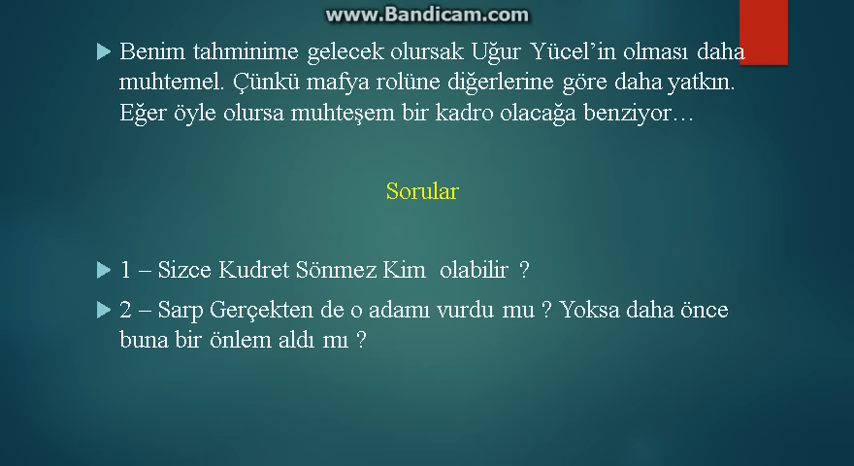 www.Bandicam.com
Benim tahminime gelecek olursak Uğur Yücel’in olması daha
muhtemel. Çünkü mafya rolüne diğerlerine göre daha yatkın.
Eğer öyle olursa muhteşem bir kadro olacağa benziyor…
Sorular
1 – Sizce Kudret Sönmez Kim olabilir ?
2 – Sarp Gerçekten de o adamı vurdu mu ? Yoksa daha önce
buna bir önlem aldı mı ?